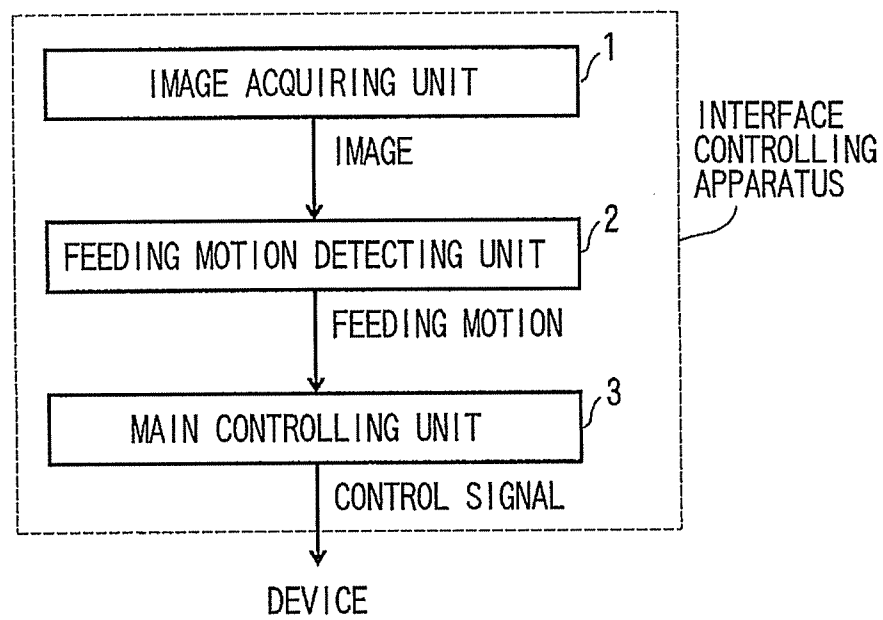 1
IMAGE ACQUIRING UNIT
IMAGE
INTERFACE
CONTROLLING
APPARATUS
2
FEEDING MOTION DETECTING UNIT
FEEDING MOTION
3
MAIN CONTROLLING UNIT
CONTROL SIGNAL
DEVICE